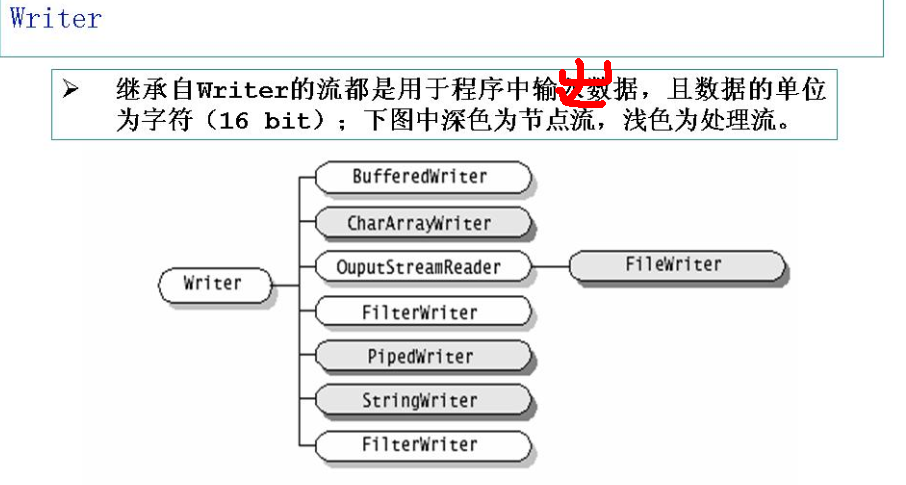 Writer
继承自Writer的流都是用于程序中输出数据，且数据的单位
为字符（16 bit）；下图中深色为节点流，浅色为处理流。
BufferedWriter
CharArrayWriter
OuputStreamReader
FileWriter
Writer
FilterWriter
PipedWriter
StringWriter
FilterWriter